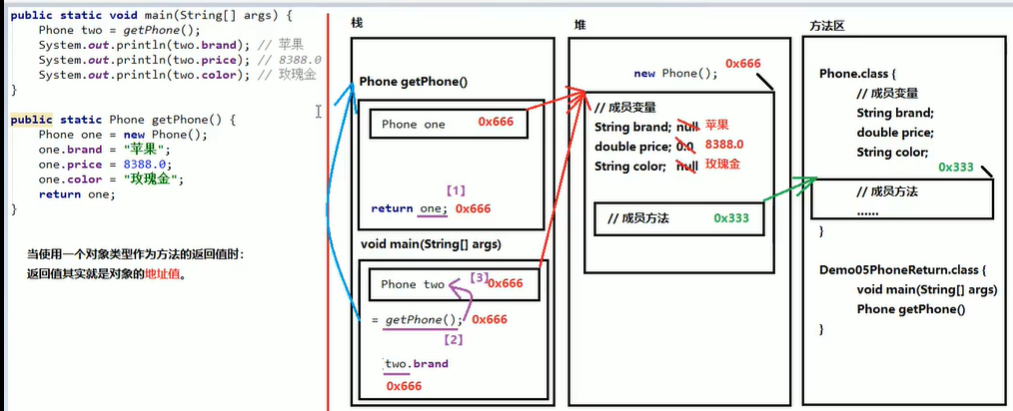 public static void main(String[] args) {
Phone two = getPhone();
System.out.println(two.brand); // 苹果
System.out.println(two.price); // 8388.0
System.out.println(two.color); // 玫瑰金
}
public static Phone getPhone() {
Phone one = new Phone();
one.brand = "苹果";
one.price = 8388.0;
one.color = "玫瑰金";
return one;
}
当使用一个对象类型作为方法的返回值时：
返回值其实就是对象的地址值。
栈
Phone getPhone()
Phone one 0x666
【1】
return one; 0x666
void main(String[] args)
Phone two 【3】0x666
= getPhone(); 0x666
【2】
two.brand
0x666
堆
new Phone(); 0x666
// 成员变量
String brand; null 苹果
double price; 0.0 8388.0
String color; null 玫瑰金
// 成员方法 0x333
方法区
Phone.class {
// 成员变量
String brand;
double price;
String color;
0x333
// 成员方法
......
}
Demo05PhoneReturn.class {
void main(String[] args)
Phone getPhone()
}